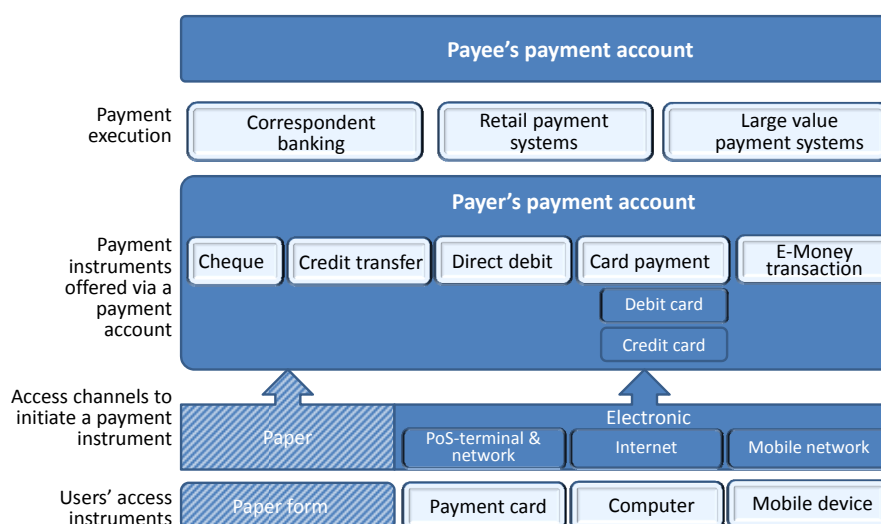 Payee's payment account
Payment
execution
Correspondent
banking
Retail payment
systems
Large value
payment systems
Payer's payment account
Payment
instruments
offered via a
payment
account
Cheque
Credit transfer
Direct debit
Card payment
E-Money
transaction
Debit card
Credit card
Access channels to
initiate a payment
instrument
Paper
Electronic
PoS-terminal &
network
Internet
Mobile network
Users' access
instruments
Paper form
Payment card
Computer
Mobile device